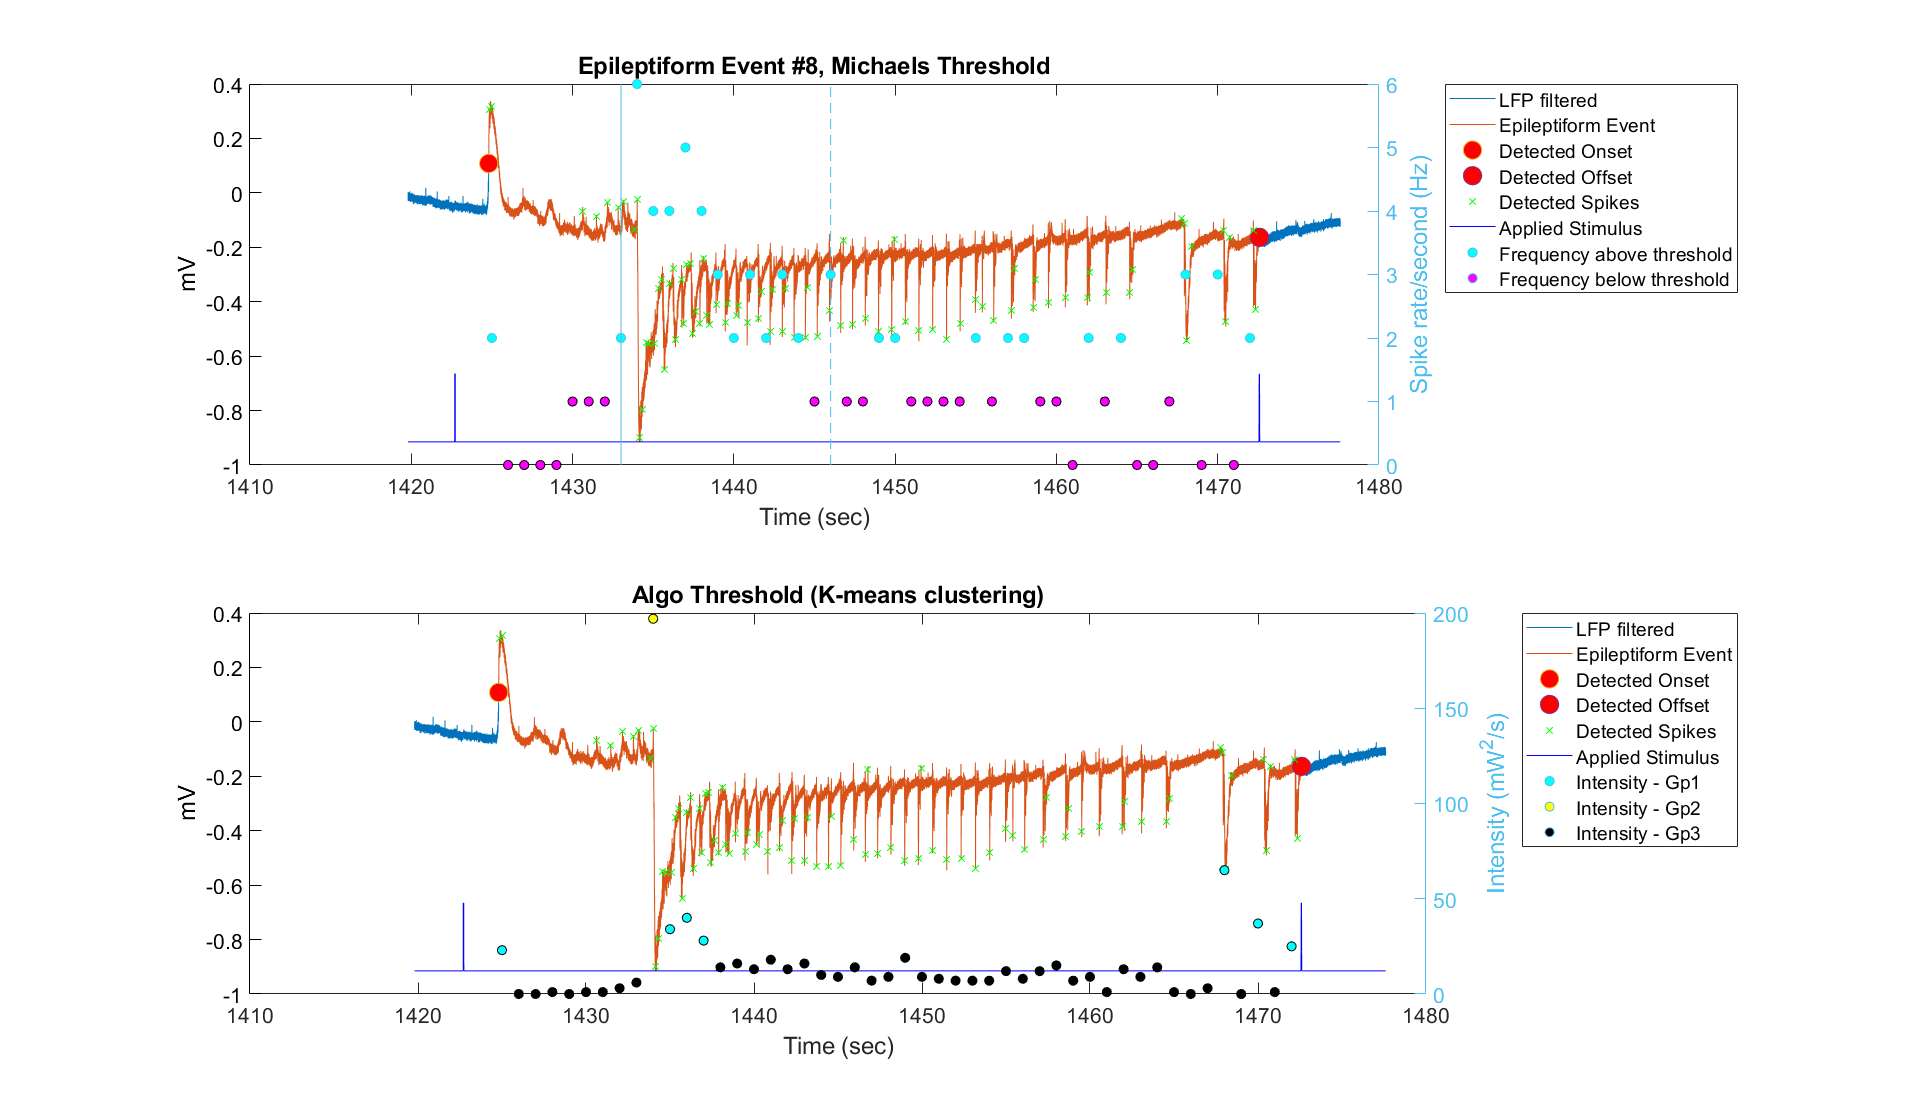 Epileptiform Event #8, Michaels Threshold
0.4
0.2
0
-0.2
-0.4
-0.6
-0.8
-1
mV
1410
1420
1430
1440
1450
1460
1470
1480
Time (sec)
6
5
4
3
2
1
0
Spike rate/second (Hz)
LFP filtered
Epileptiform Event
Detected Onset
Detected Offset
Detected Spikes
Applied Stimulus
Frequency above threshold
Frequency below threshold
Algo Threshold (K-means clustering)
0.4
0.2
0
-0.2
-0.4
-0.6
-0.8
-1
mV
1410
1420
1430
1440
1450
1460
1470
1480
Time (sec)
200
150
100
50
0
Intensity (mW²/s)
LFP filtered
Epileptiform Event
Detected Onset
Detected Offset
Detected Spikes
Applied Stimulus
Intensity - Gp1
Intensity - Gp2
Intensity - Gp3